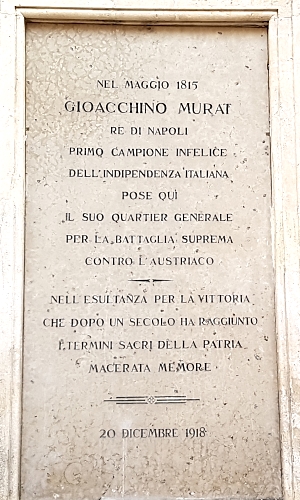 NEL MAGGIO 1815
GIOACCHINO MURAT
RE DI NAPOLI
PRIMO CAMPIONE INFELICE
DELL'INDIPENDENZA ITALIANA
POSE QUÌ
IL SUO QUARTIER GENERALE
PER LA BATTAGLIA SUPREMA
CONTRO L'AUSTRIACO
NELL'ESULTANZA PER LA VITTORIA
CHE DOPO UN SECOLO HA RAGGIUNTO
I TERMINI SACRI DELLA PATRIA
MACERATA MEMORE
20 DICEMBRE 1918